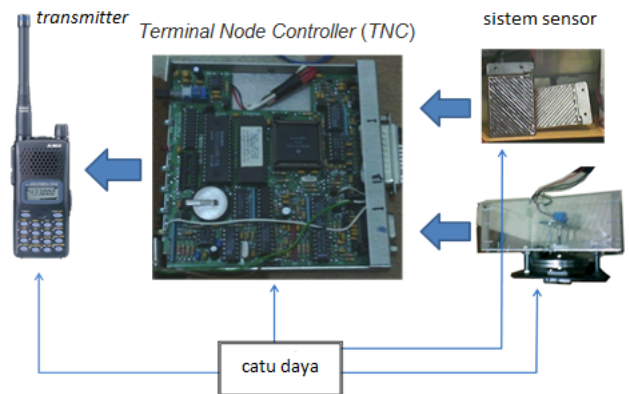 transmitter
Terminal Node Controller (TNC)
sistem sensor
catu daya